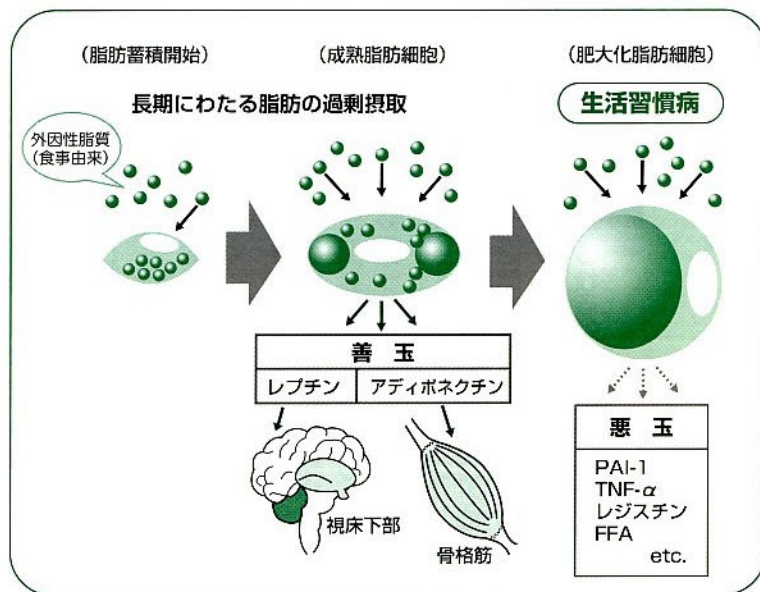 (脂肪蓄積開始)
(成熟脂肪細胞)
(肥大化脂肪細胞)
長期にわたる脂肪の過剰摂取
生活習慣病
外因性脂質
(食事由来)
善 玉
レプチン
アディポネクチン
視床下部
骨格筋
悪 玉
PAI-1
TNF-α
レジスチン
FFA
etc.